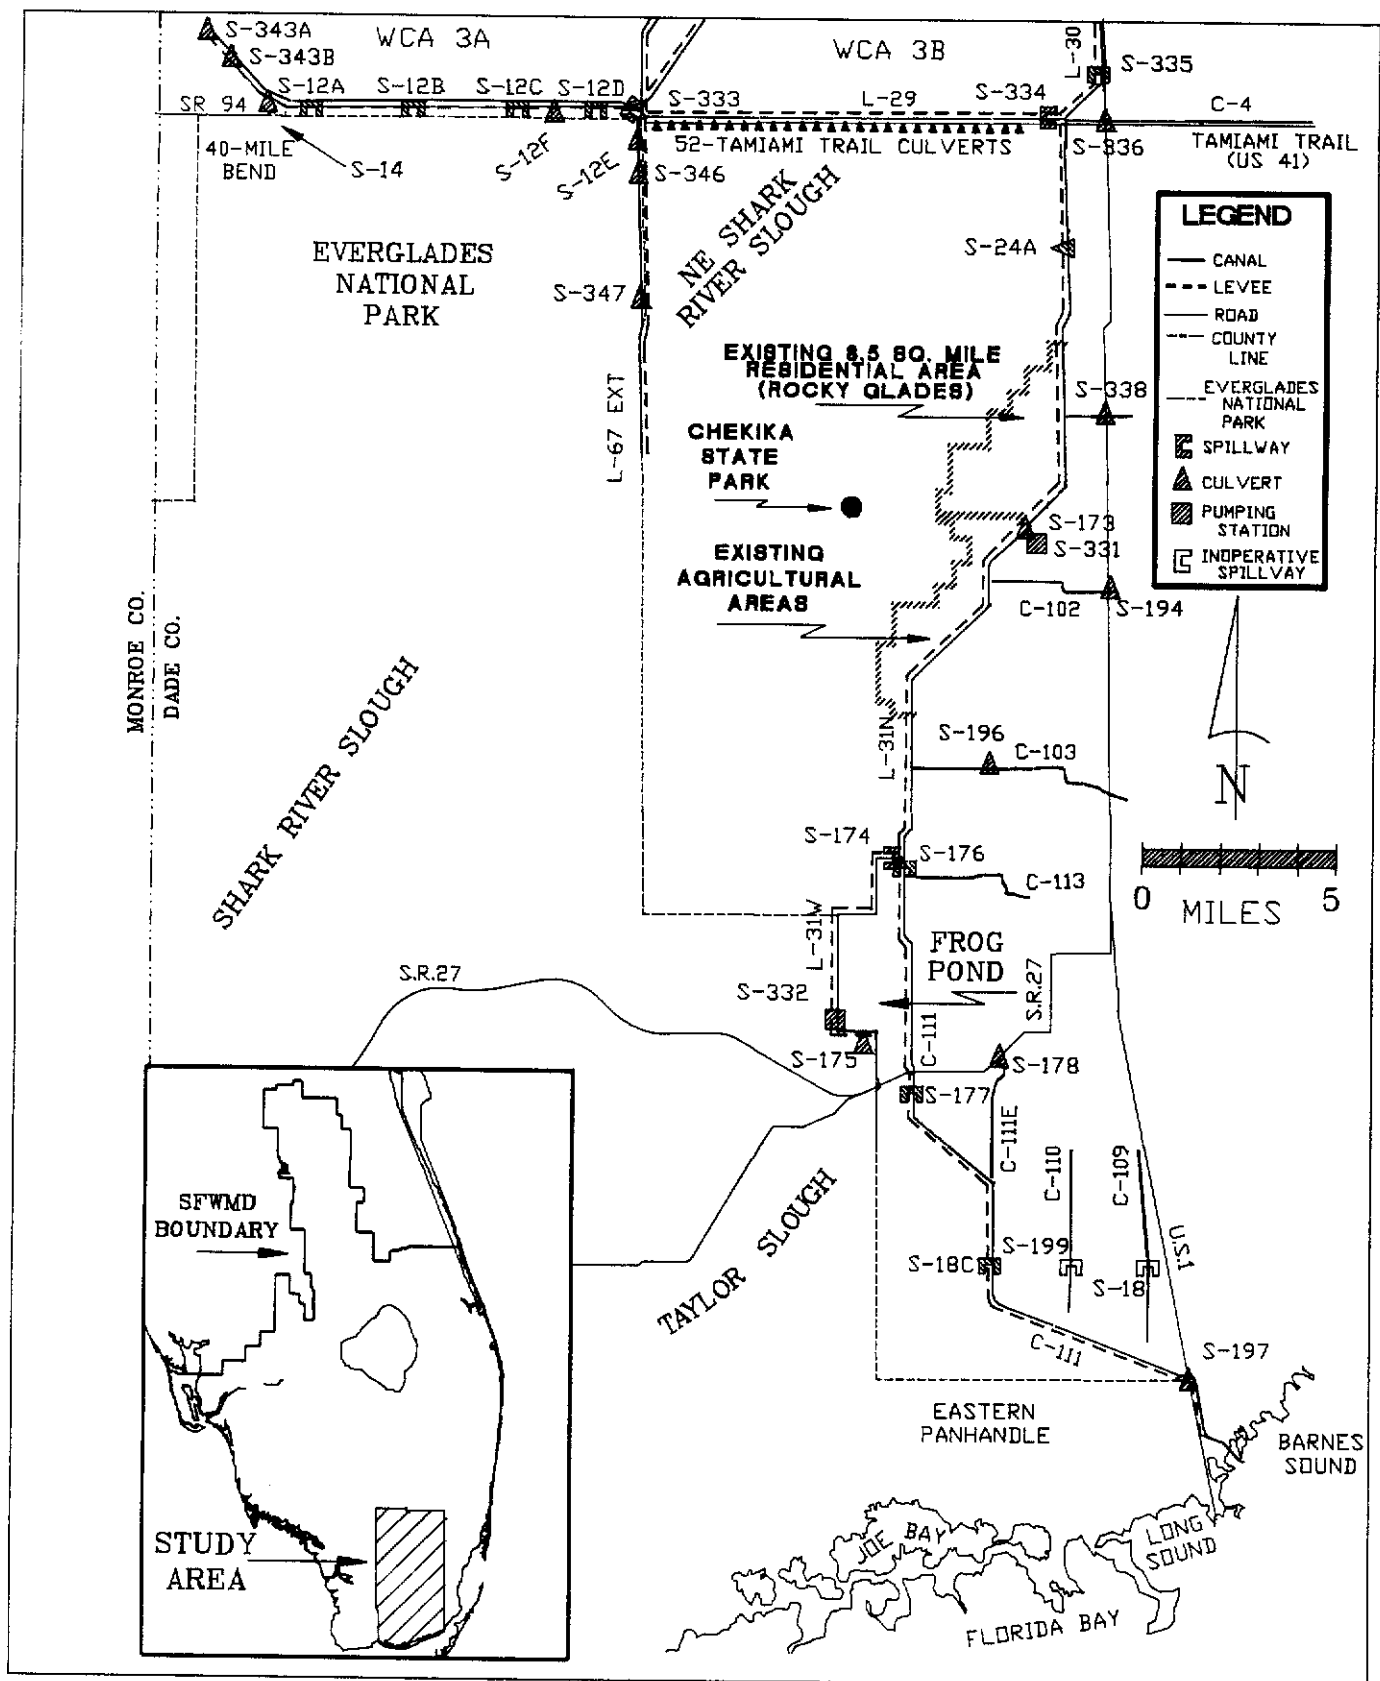 S-343A
WCA 3A
WCA 3B
L-30
S-343B
S-335
S-12A
S-12B
S-12C
S-12D
S-333
L-29
S-334
C-4
SR 94
40-MILE
BEND
S-14
S-12F
S-12E
S-346
52-TAMIAMI TRAIL CULVERTS
S-336
TAMIAMI TRAIL
(US 41)
NE SHARK
RIVER SLOUGH
S-24A
EVERGLADES
NATIONAL
PARK
S-347
L-67 EXT
EXISTING 8.5 SQ. MILE
RESIDENTIAL AREA
(ROCKY GLADES)
S-338
CHEKIKA
STATE
PARK
S-173
S-331
EXISTING
AGRICULTURAL
AREAS
C-102
S-194
LEGEND
CANAL
LEVEE
ROAD
COUNTY
LINE
EVERGLADES
NATIONAL
PARK
SPILLWAY
CULVERT
PUMPING
STATION
INOPERATIVE
SPILLVAY
MONROE CO.
DADE CO.
SHARK RIVER SLOUGH
L-31N
S-196
C-103
N
S-174
S-176
C-113
0
5
MILES
L-31W
FROG
POND
S.R.27
S.R.27
S-332
C-111
S-175
S-178
S-177
C-111E
C-110
C-109
TAYLOR SLOUGH
S-199
S-18C
S-18
U.S.1
C-111
S-197
EASTERN
PANHANDLE
BARNES
SOUND
JOE BAY
LONG
SOUND
FLORIDA BAY
SFWMD
BOUNDARY
STUDY
AREA